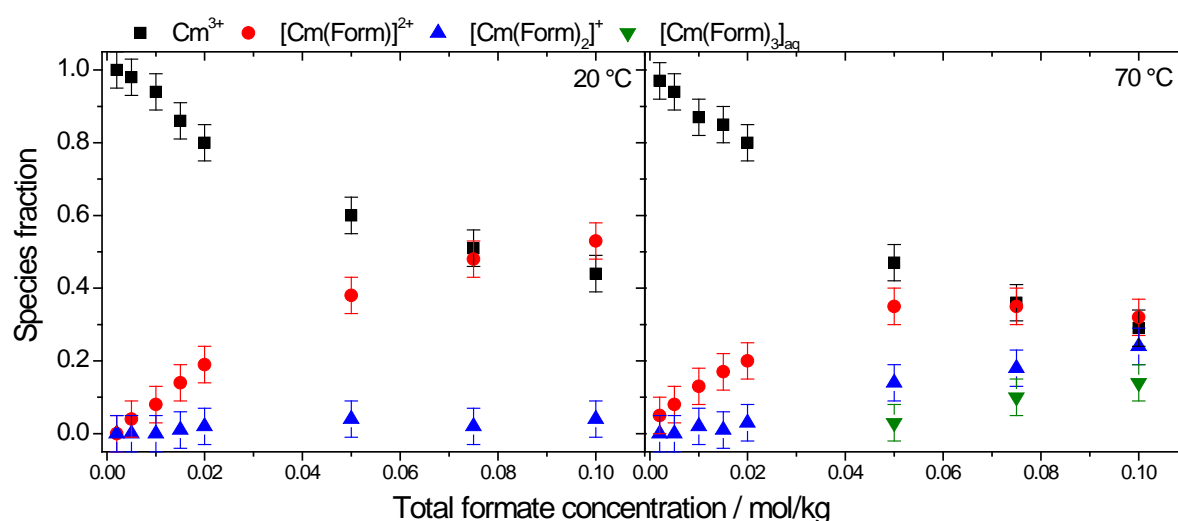 Cm³⁺ [Cm(Form)]²⁺ [Cm(Form)₂]⁺ [Cm(Form)₃]aq
20 °C 70 °C
1.0
0.8
0.6
0.4
0.2
0.0
Species fraction
0.00 0.02 0.04 0.06 0.08 0.10 0.00 0.02 0.04 0.06 0.08 0.10
Total formate concentration / mol/kg